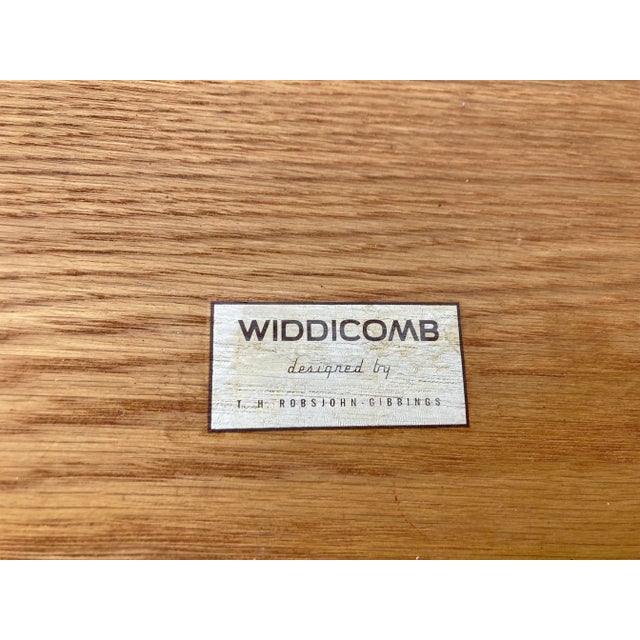 WIDDICOMB
designed by
T. H. ROBSJOHN-GIBBINGS